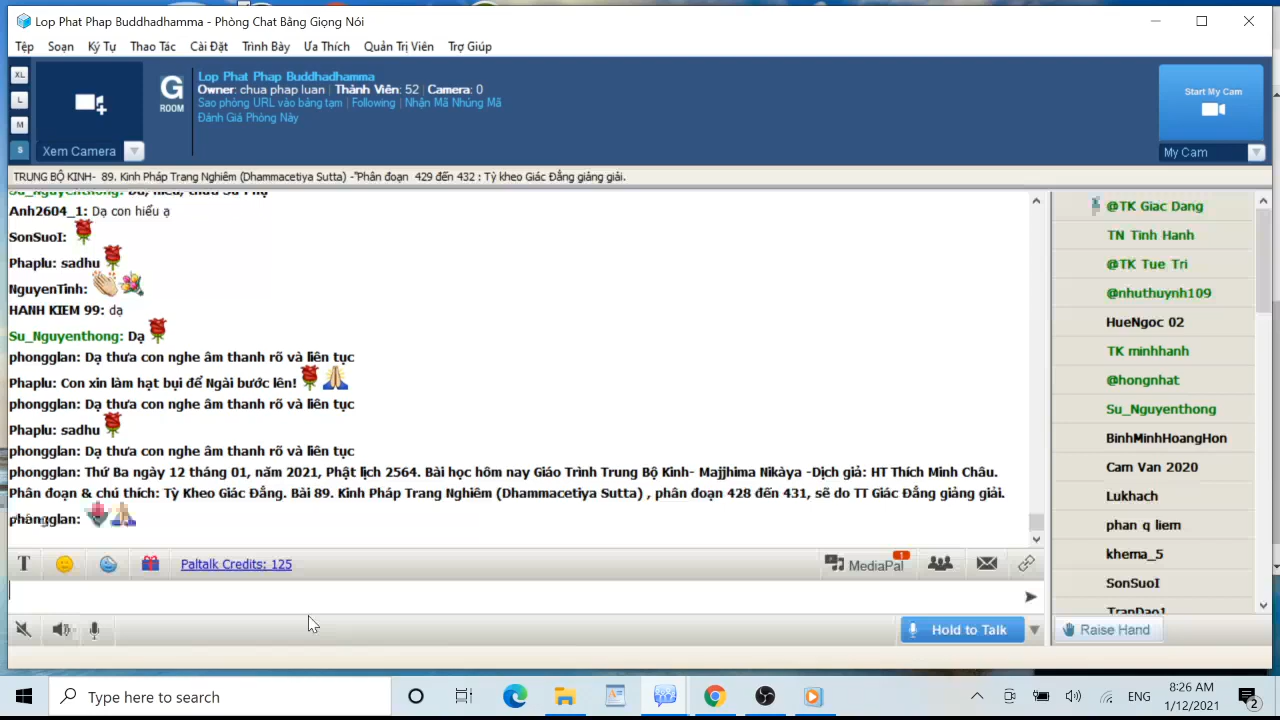 Lop Phat Phap Buddhadhamma - Phòng Chat Bằng Giọng Nói
Tệp Soạn Ký Tự Thao Tác Cài Đặt Trình Bày Ưa Thích Quản Trị Viên Trợ Giúp
XL
L
M
S
Xem Camera
G
ROOM
Lop Phat Phap Buddhadhamma
Owner: chua phap luan | Thành Viên: 52 | Camera: 0
Sao phòng URL vào bảng tạm | Following | Nhận Mã Nhúng Mã
Đánh Giá Phòng Này
Start My Cam
My Cam
TRUNG BỘ KINH- 89. Kinh Pháp Trang Nghiêm (Dhammacetiya Sutta) -"Phân đoạn 429 đến 432 : Tỳ kheo Giác Đẳng giảng giải.
Anh2604_1: Dạ con hiểu ạ
SonSuoI:
Phaplu: sadhu
NguyenTinh:
HANH KIEM 99: dạ
Su_Nguyenthong: Dạ
phongglan: Dạ thưa con nghe âm thanh rõ và liên tục
Phaplu: Con xin làm hạt bụi để Ngài bước lên!
phongglan: Dạ thưa con nghe âm thanh rõ và liên tục
Phaplu: sadhu
phongglan: Dạ thưa con nghe âm thanh rõ và liên tục
phongglan: Thứ Ba ngày 12 tháng 01, năm 2021, Phật lịch 2564. Bài học hôm nay Giáo Trình Trung Bộ Kinh- Majjhima Nikàya -Dịch giả: HT Thích Minh Châu.
Phân đoạn & chú thích: Tỳ Kheo Giác Đẳng. Bài 89. Kinh Pháp Trang Nghiêm (Dhammacetiya Sutta) , phân đoạn 428 đến 431, sẽ do TT Giác Đẳng giảng giải.
phongglan:
@TK Giac Dang
TN Tinh Hanh
@TK Tue Tri
@nhuthuynh109
HueNgoc 02
TK minhhanh
@hongnhat
Su_Nguyenthong
BinhMinhHoangHon
Cam Van 2020
Lukhach
phan q liem
khema_5
SonSuoI
TranDao1
T
Paltalk Credits: 125
MediaPal
1
Hold to Talk
Raise Hand
Type here to search
ENG
8:26 AM
1/12/2021
2